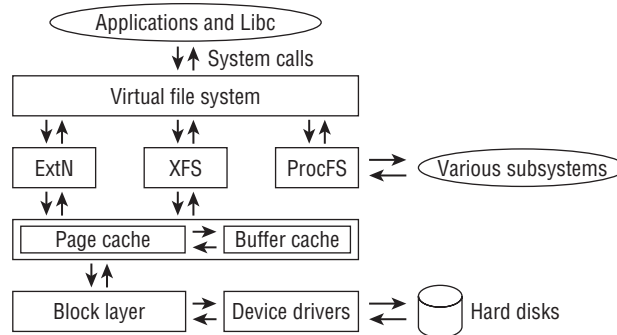 Applications and Libc
System calls
Virtual file system
ExtN
XFS
ProcFS
Various subsystems
Page cache
Buffer cache
Block layer
Device drivers
Hard disks